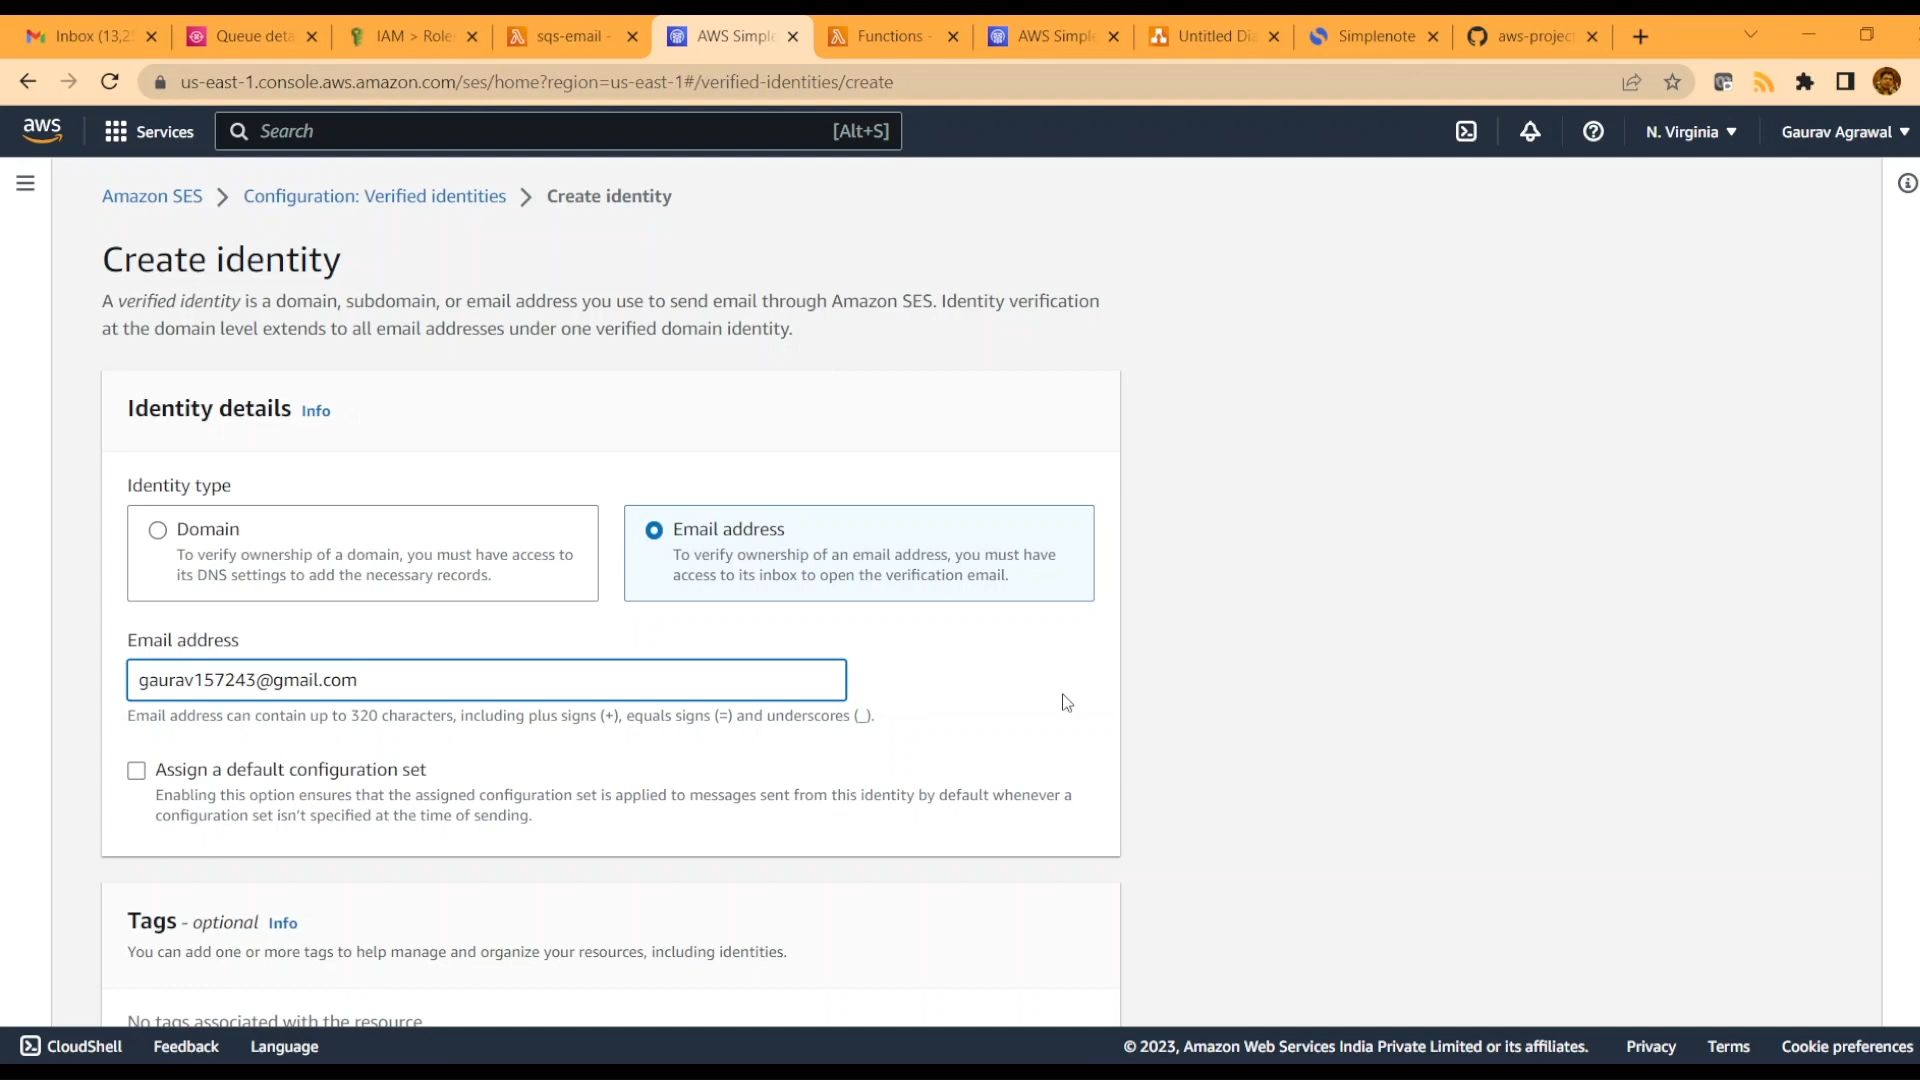 Inbox (13,2
Queue deta
IAM > Role
sqs-email -
AWS Simple
Functions -
AWS Simple
Untitled Dia
Simplenote
aws-project
us-east-1.console.aws.amazon.com/ses/home?region=us-east-1#/verified-identities/create
aws
Services
Search
[Alt+S]
N. Virginia
Gaurav Agrawal
Amazon SES
Configuration: Verified identities
Create identity
Create identity
A verified identity is a domain, subdomain, or email address you use to send email through Amazon SES. Identity verification
at the domain level extends to all email addresses under one verified domain identity.
Identity details Info
Identity type
Domain
To verify ownership of a domain, you must have access to
its DNS settings to add the necessary records.
Email address
To verify ownership of an email address, you must have
access to its inbox to open the verification email.
Email address
gaurav157243@gmail.com
Email address can contain up to 320 characters, including plus signs (+), equals signs (=) and underscores (_).
Assign a default configuration set
Enabling this option ensures that the assigned configuration set is applied to messages sent from this identity by default whenever a
configuration set isn't specified at the time of sending.
Tags - optional Info
You can add one or more tags to help manage and organize your resources, including identities.
No tags associated with the resource
CloudShell
Feedback
Language
© 2023, Amazon Web Services India Private Limited or its affiliates.
Privacy
Terms
Cookie preferences